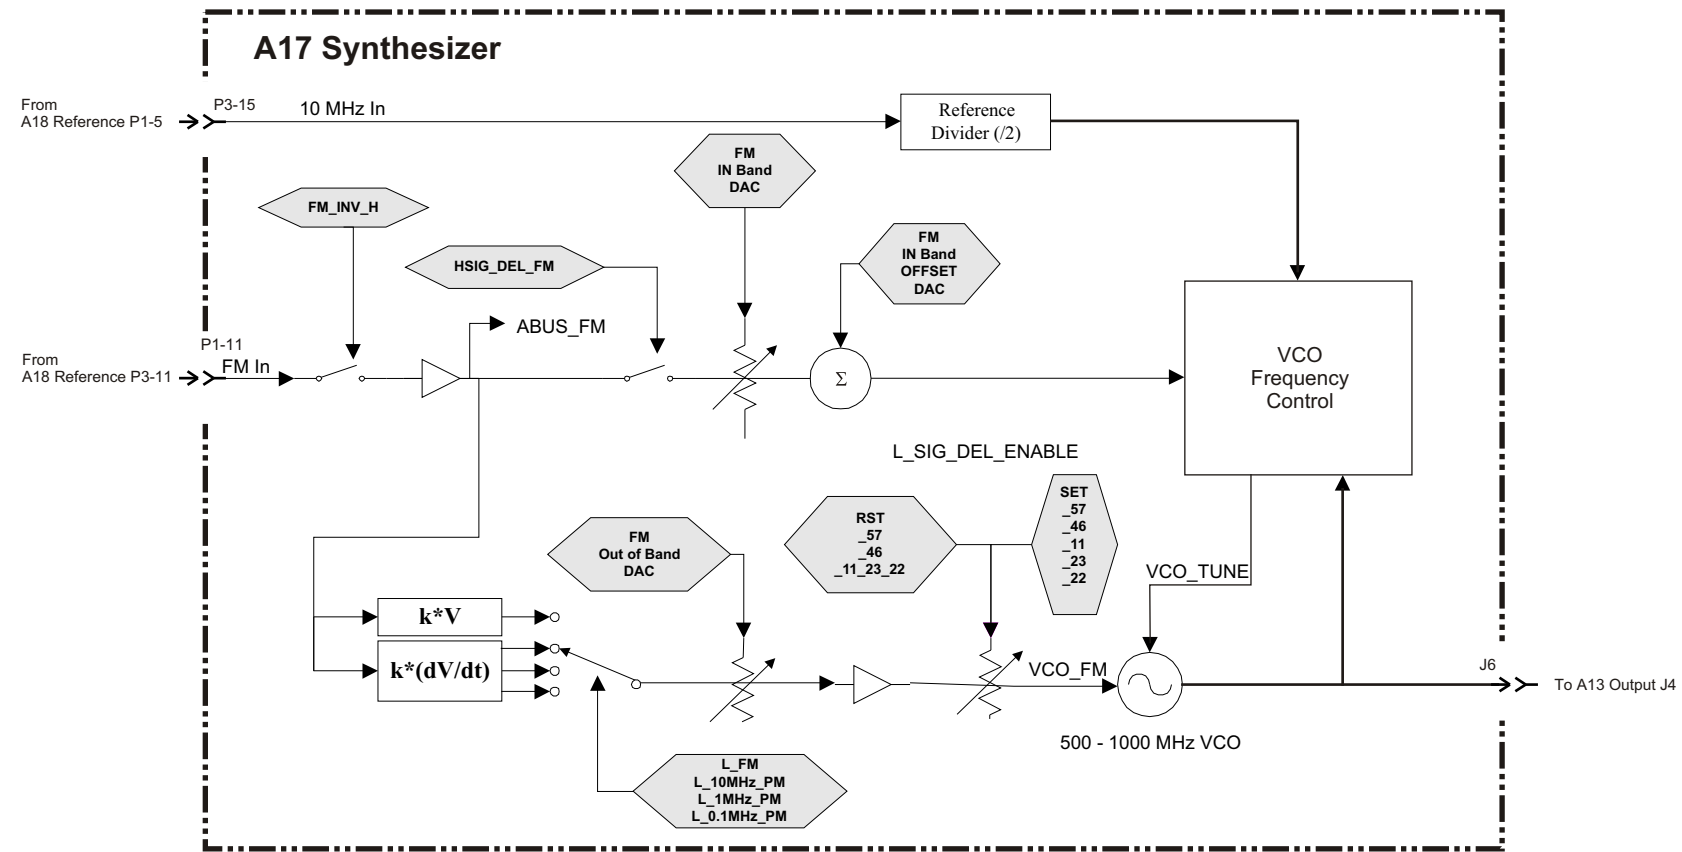 A17 Synthesizer
From
A18 Reference P1-5
P3-15
10 MHz In
Reference
Divider (/2)
FM
IN Band
DAC
FM_INV_H
HSIG_DEL_FM
FM
IN Band
OFFSET
DAC
ABUS_FM
From
A18 Reference P3-11
P1-11
FM In
Σ
VCO
Frequency
Control
L_SIG_DEL_ENABLE
FM
Out of Band
DAC
RST
_57
_46
_11_23_22
SET
_57
_46
_11
_23
_22
VCO_TUNE
k*V
k*(dV/dt)
VCO_FM
J6
To A13 Output J4
500 - 1000 MHz VCO
L_FM
L_10MHz_PM
L_1MHz_PM
L_0.1MHz_PM